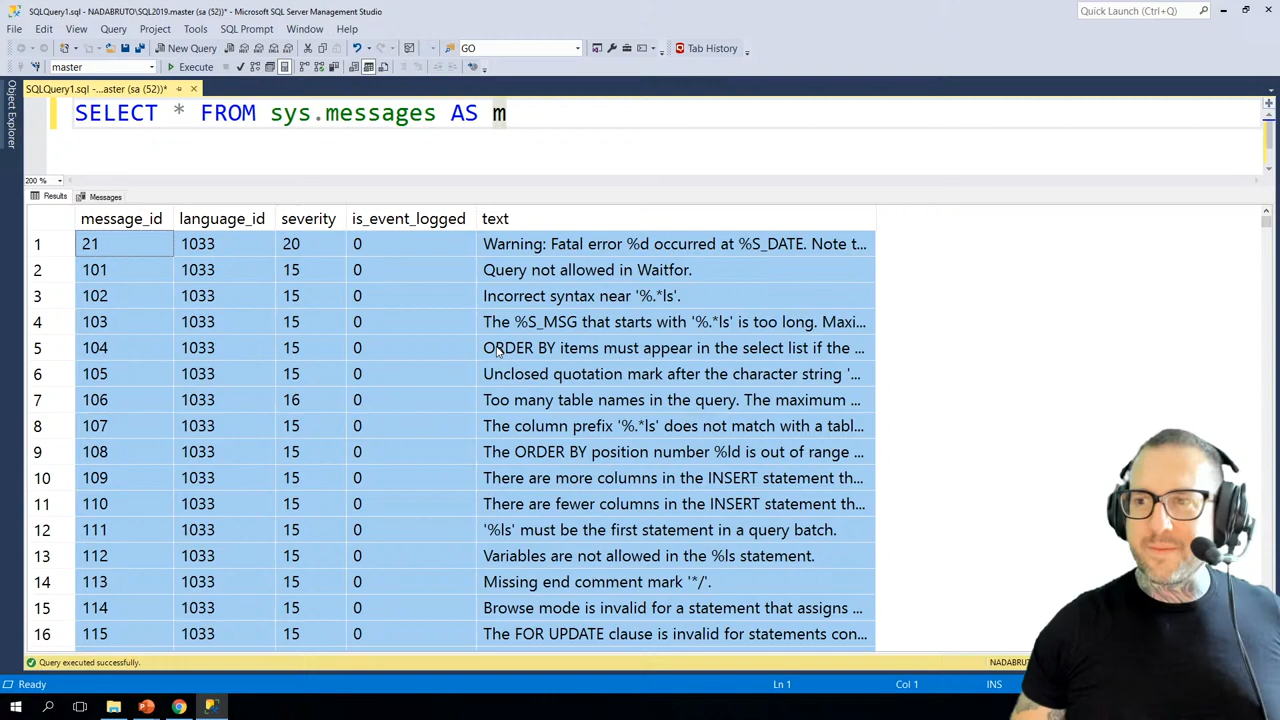 SQLQuery1.sql - NADABRUTO\SQL2019.master (sa (52))* - Microsoft SQL Server Management Studio
Quick Launch (Ctrl+Q)
File Edit View Query Project Tools SQL Prompt Window Help
New Query GO Tab History
master Execute
SQLQuery1.sql -...aster (sa (52))*
Object Explorer
SELECT * FROM sys.messages AS m
200 %
Results Messages
message_id language_id severity is_event_logged text
1 21 1033 20 0 Warning: Fatal error %d occurred at %S_DATE. Note t...
2 101 1033 15 0 Query not allowed in Waitfor.
3 102 1033 15 0 Incorrect syntax near '%.*ls'.
4 103 1033 15 0 The %S_MSG that starts with '%.*ls' is too long. Maxi...
5 104 1033 15 0 ORDER BY items must appear in the select list if the ...
6 105 1033 15 0 Unclosed quotation mark after the character string '...
7 106 1033 16 0 Too many table names in the query. The maximum ...
8 107 1033 15 0 The column prefix '%.*ls' does not match with a tabl...
9 108 1033 15 0 The ORDER BY position number %ld is out of range ...
10 109 1033 15 0 There are more columns in the INSERT statement th...
11 110 1033 15 0 There are fewer columns in the INSERT statement th...
12 111 1033 15 0 '%ls' must be the first statement in a query batch.
13 112 1033 15 0 Variables are not allowed in the %ls statement.
14 113 1033 15 0 Missing end comment mark '*/'.
15 114 1033 15 0 Browse mode is invalid for a statement that assigns ...
16 115 1033 15 0 The FOR UPDATE clause is invalid for statements con...
Query executed successfully. NADABRUTO
Ready Ln 1 Col 1 INS